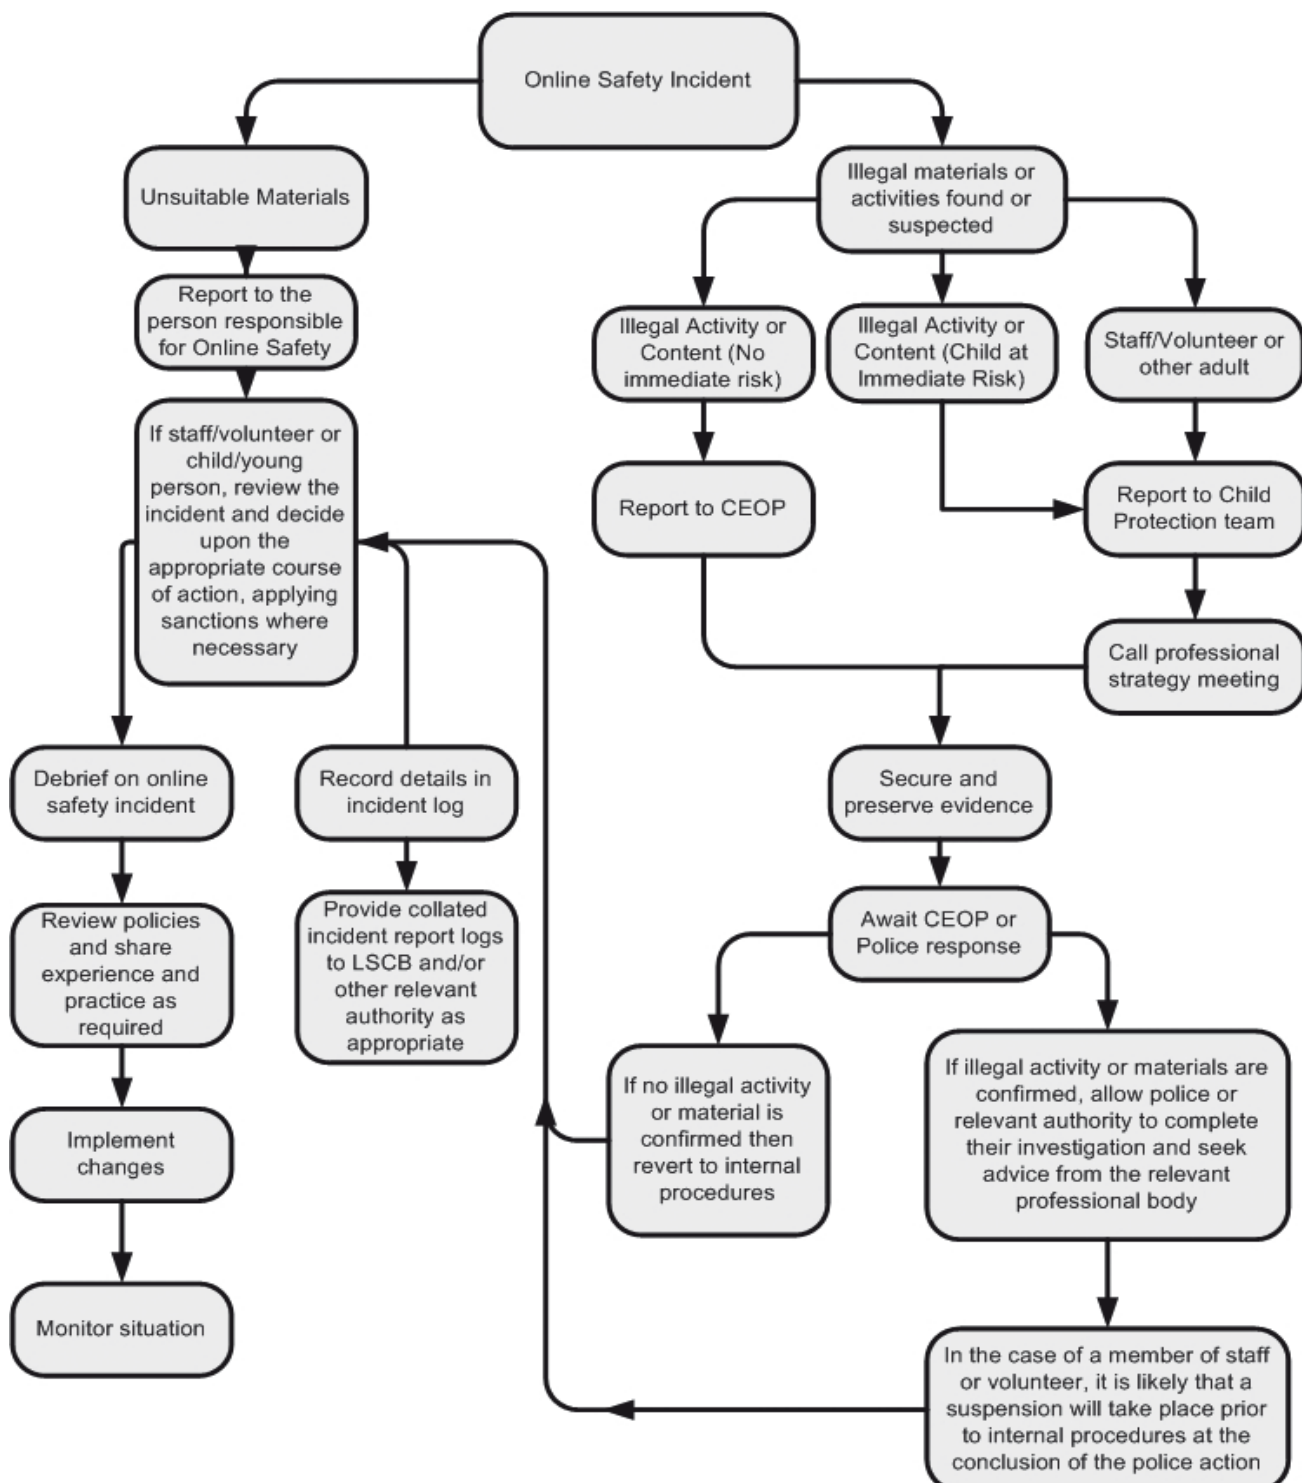 Online Safety Incident
Unsuitable Materials
Report to the
person responsible
for Online Safety
If staff/volunteer or
child/young
person, review the
incident and decide
upon the
appropriate course
of action, applying
sanctions where
necessary
Debrief on online
safety incident
Review policies
and share
experience and
practice as
required
Implement
changes
Monitor situation
Record details in
incident log
Provide collated
incident report logs
to LSCB and/or
other relevant
authority as
appropriate
Illegal materials or
activities found or
suspected
Illegal Activity or
Content (No
immediate risk)
Illegal Activity or
Content (Child at
Immediate Risk)
Staff/Volunteer or
other adult
Report to CEOP
Report to Child
Protection team
Call professional
strategy meeting
Secure and
preserve evidence
Await CEOP or
Police response
If no illegal activity
or material is
confirmed then
revert to internal
procedures
If illegal activity or materials are
confirmed, allow police or
relevant authority to complete
their investigation and seek
advice from the relevant
professional body
In the case of a member of staff
or volunteer, it is likely that a
suspension will take place prior
to internal procedures at the
conclusion of the police action